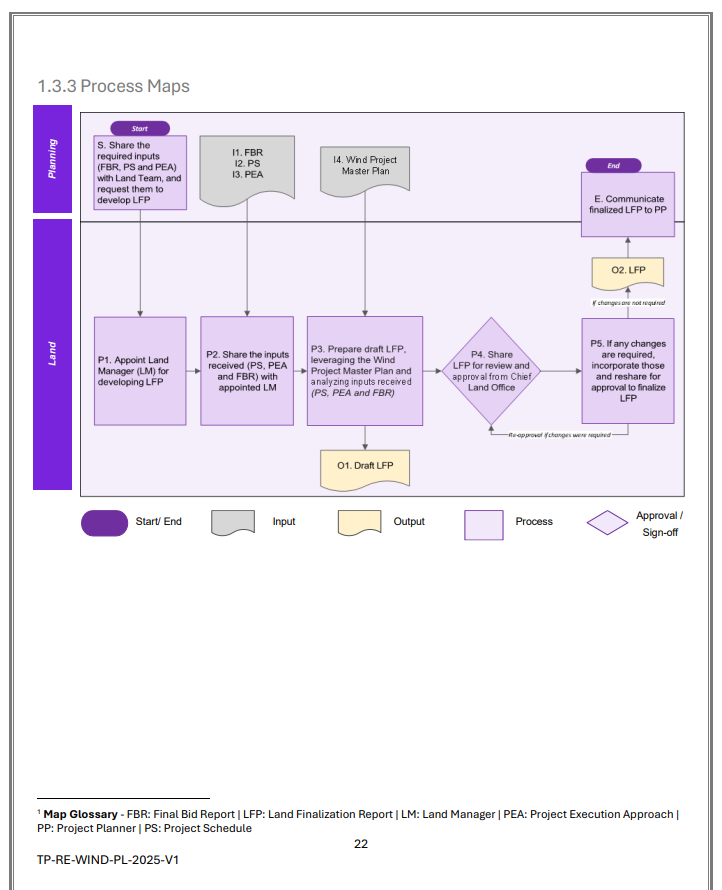 1.3.3 Process Maps
Planning
Start
S. Share the
required inputs
(FBR, PS and PEA)
with Land Team, and
request them to
develop LFP
I1. FBR
I2. PS
I3. PEA
I4. Wind Project
Master Plan
End
E. Communicate
finalized LFP to PP
O2. LFP
If changes are not required
Land
P1. Appoint Land
Manager (LM) for
developing LFP
P2. Share the inputs
received (PS, PEA
and FBR) with
appointed LM
P3. Prepare draft LFP,
leveraging the Wind
Project Master Plan and
analyzing inputs received
(PS, PEA and FBR)
P4. Share
LFP for review and
approval from Chief
Land Office
P5. If any changes
are required,
incorporate those
and reshare for
approval to finalize
LFP
Re-approval if changes were required
O1. Draft LFP
Start/ End
Input
Output
Process
Approval /
Sign-off
1 Map Glossary - FBR: Final Bid Report | LFP: Land Finalization Report | LM: Land Manager | PEA: Project Execution Approach |
PP: Project Planner | PS: Project Schedule
22
TP-RE-WIND-PL-2025-V1